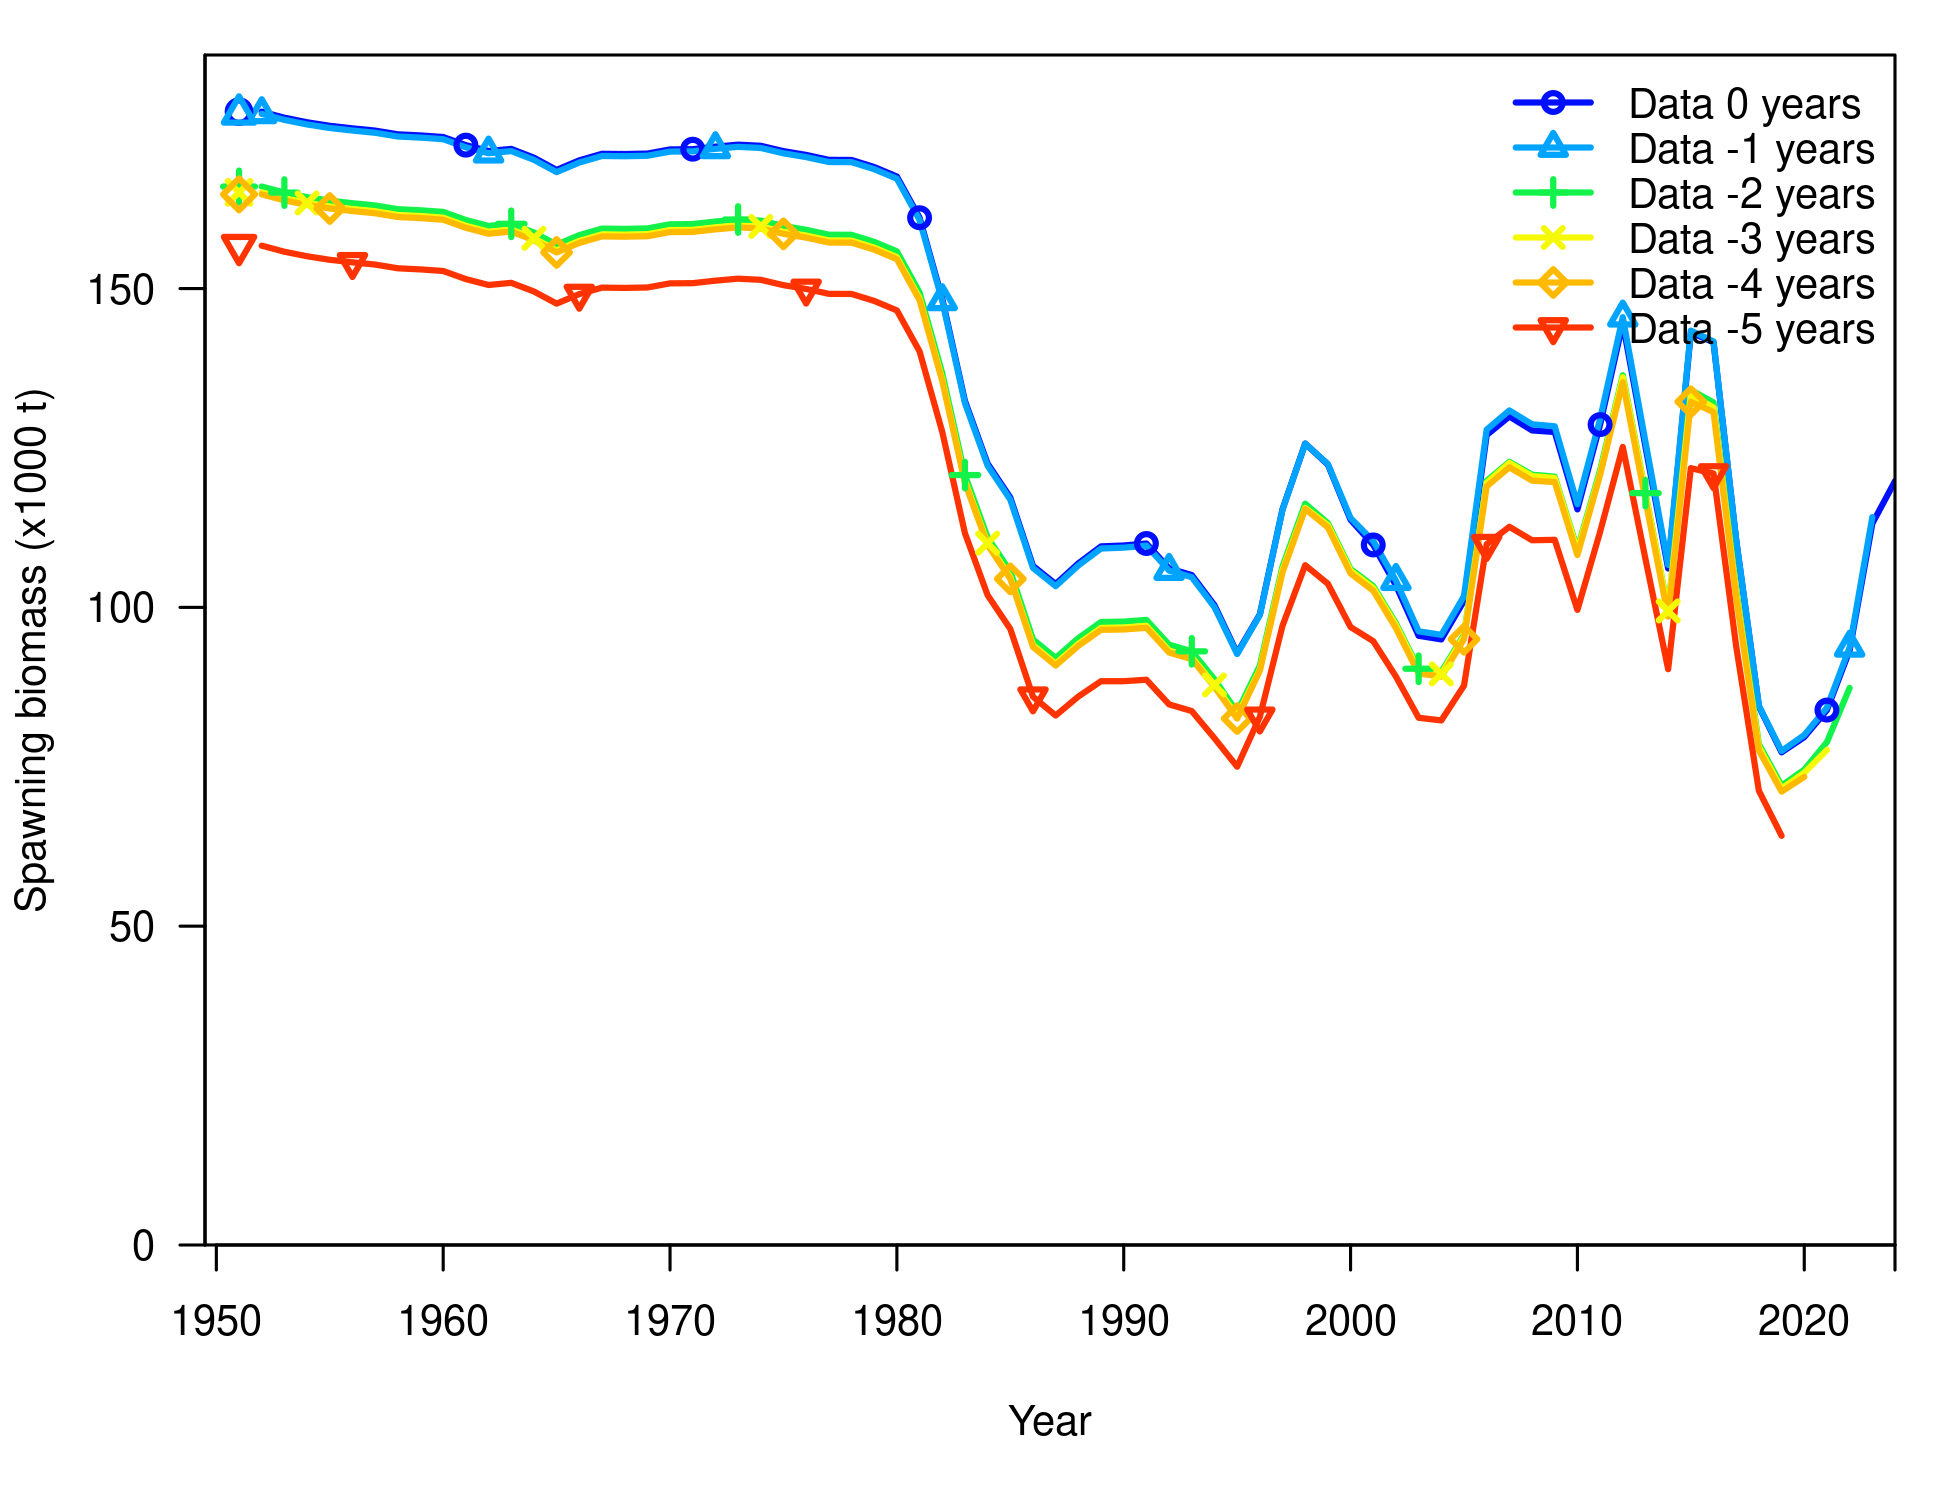 Data 0 years
Data -1 years
Data -2 years
Data -3 years
Data -4 years
Data -5 years
150
100
50
0
Spawning biomass (x1000 t)
1950 1960 1970 1980 1990 2000 2010 2020
Year